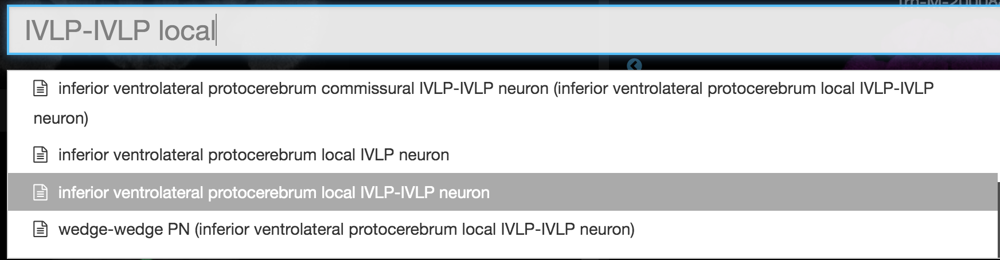 IVLP-IVLP local
inferior ventrolateral protocerebrum commissural IVLP-IVLP neuron (inferior ventrolateral protocerebrum local IVLP-IVLP
neuron)
inferior ventrolateral protocerebrum local IVLP neuron
inferior ventrolateral protocerebrum local IVLP-IVLP neuron
wedge-wedge PN (inferior ventrolateral protocerebrum local IVLP-IVLP neuron)